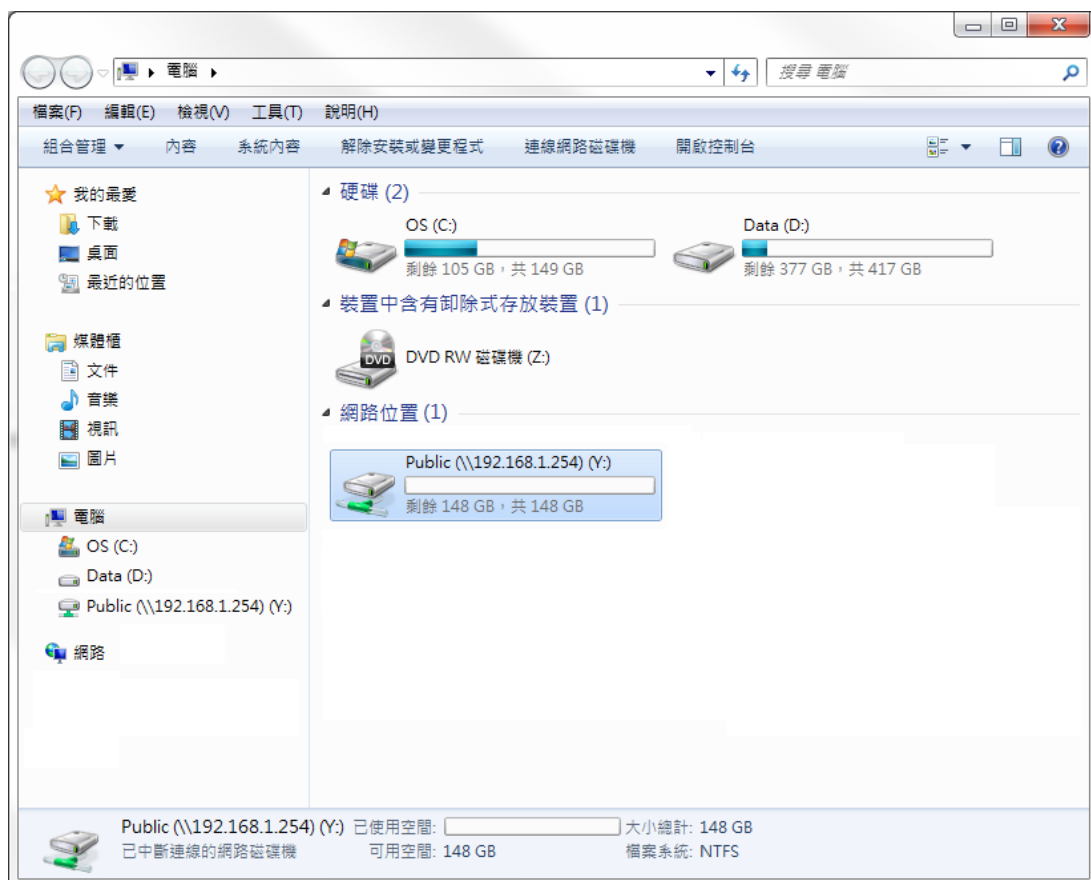 電腦
搜尋 電腦
檔案(F) 編輯(E) 檢視(V) 工具(T) 說明(H)
組合管理 內容 系統內容 解除安裝或變更程式 連線網路磁碟機 開啟控制台
我的最愛
下載
桌面
最近的位置
媒體櫃
文件
音樂
視訊
圖片
電腦
OS (C:)
Data (D:)
Public (\\192.168.1.254) (Y:)
網路
硬碟 (2)
OS (C:)
剩餘 105 GB，共 149 GB
Data (D:)
剩餘 377 GB，共 417 GB
裝置中含有卸除式存放裝置 (1)
DVD
DVD RW 磁碟機 (Z:)
網路位置 (1)
Public (\\192.168.1.254) (Y:)
剩餘 148 GB，共 148 GB
Public (\\192.168.1.254) (Y:) 已使用空間: 大小總計: 148 GB
已中斷連線的網路磁碟機 可用空間: 148 GB 檔案系統: NTFS